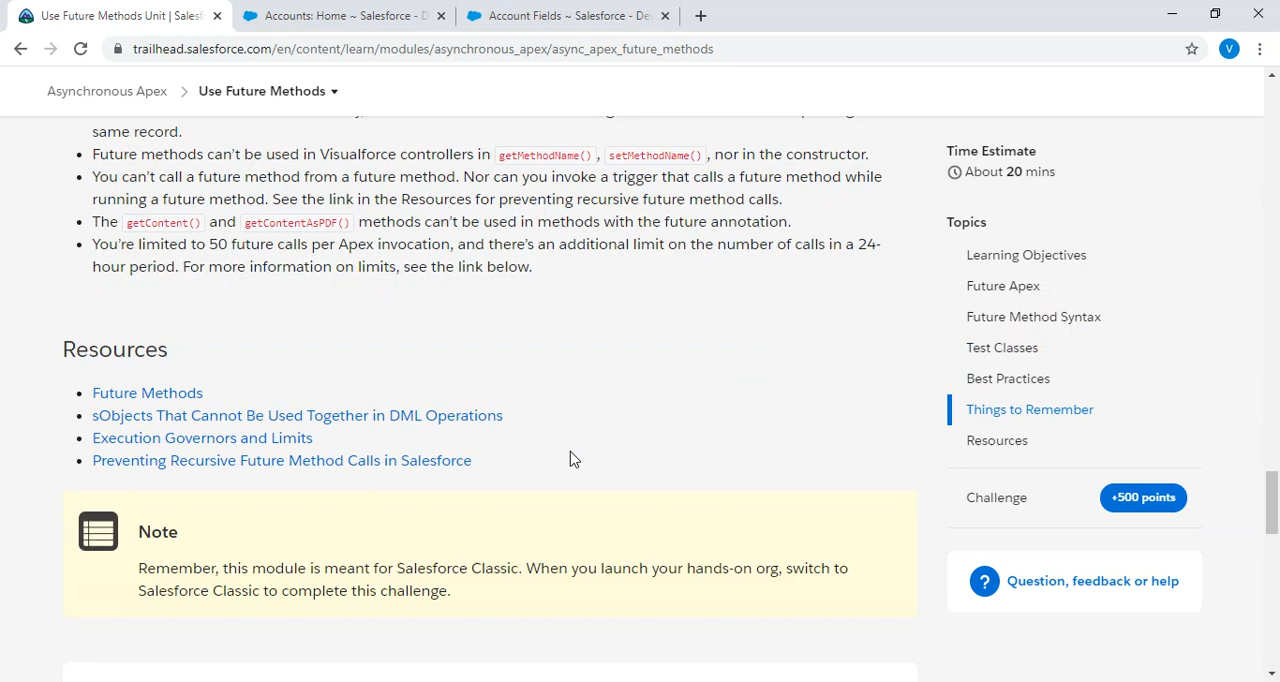 Use Future Methods Unit | Salesf
Accounts: Home ~ Salesforce - D
Account Fields ~ Salesforce - De
trailhead.salesforce.com/en/content/learn/modules/asynchronous_apex/async_apex_future_methods
V
Asynchronous Apex > Use Future Methods
same record.
• Future methods can’t be used in Visualforce controllers in getMethodName(), setMethodName(), nor in the constructor.
• You can’t call a future method from a future method. Nor can you invoke a trigger that calls a future method while
running a future method. See the link in the Resources for preventing recursive future method calls.
• The getContent() and getContentAsPDF() methods can’t be used in methods with the future annotation.
• You’re limited to 50 future calls per Apex invocation, and there’s an additional limit on the number of calls in a 24-
hour period. For more information on limits, see the link below.
Resources
• Future Methods
• sObjects That Cannot Be Used Together in DML Operations
• Execution Governors and Limits
• Preventing Recursive Future Method Calls in Salesforce
Note
Remember, this module is meant for Salesforce Classic. When you launch your hands-on org, switch to
Salesforce Classic to complete this challenge.
Time Estimate
About 20 mins
Topics
Learning Objectives
Future Apex
Future Method Syntax
Test Classes
Best Practices
Things to Remember
Resources
Challenge
+500 points
? Question, feedback or help